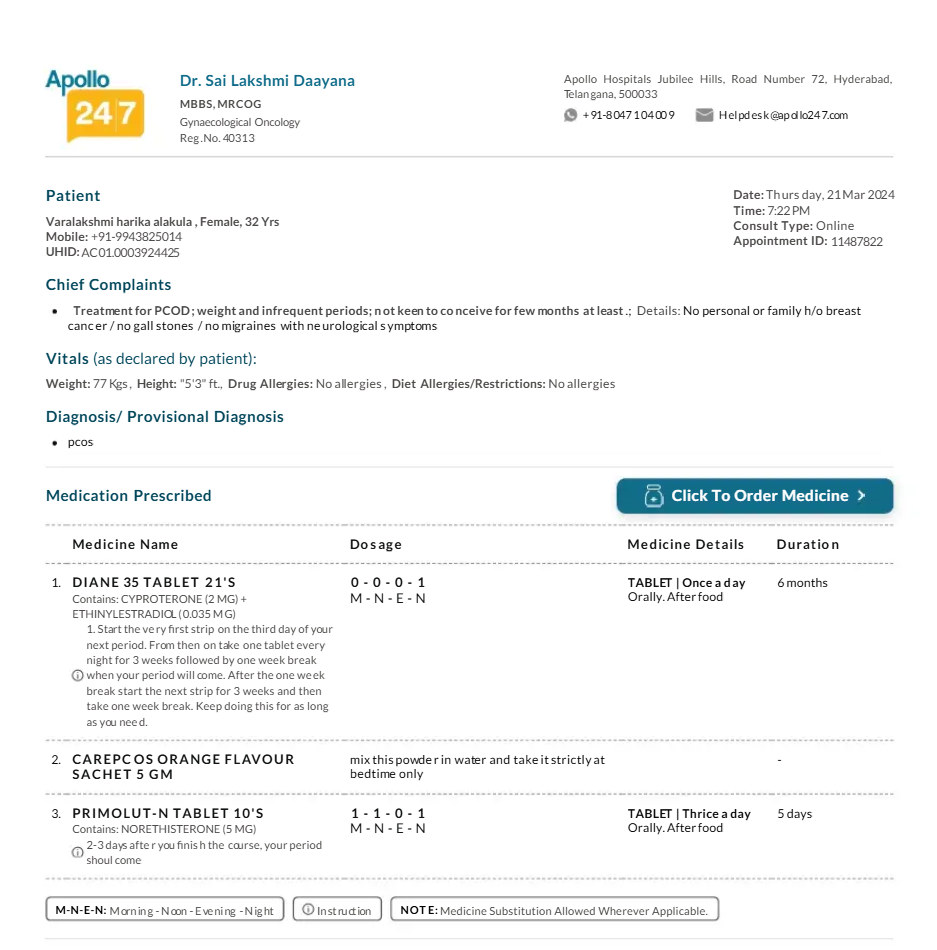 Apollo
24|7
Dr. Sai Lakshmi Daayana
MBBS, MRCOG
Gynaecological Oncology
Reg.No. 40313
Apollo Hospitals Jubilee Hills, Road Number 72, Hyderabad,
Telangana, 500033
+91-8047104009 Helpdesk@apollo247.com
Patient
Varalakshmi harika alakula , Female, 32 Yrs
Mobile: +91-9943825014
UHID: AC01.0003924425
Date: Thursday, 21 Mar 2024
Time: 7:22 PM
Consult Type: Online
Appointment ID: 11487822
Chief Complaints
• Treatment for PCOD; weight and infrequent periods; not keen to conceive for few months at least .; Details: No personal or family h/o breast
cancer / no gall stones / no migraines with neurological symptoms
Vitals (as declared by patient):
Weight: 77 Kgs , Height: "5'3" ft., Drug Allergies: No allergies , Diet Allergies/Restrictions: No allergies
Diagnosis/ Provisional Diagnosis
• pcos
Medication Prescribed
Click To Order Medicine >
Medicine Name Dosage Medicine Details Duration
1. DIANE 35 TABLET 21'S 0 - 0 - 0 - 1 TABLET | Once a day 6 months
Contains: CYPROTERONE (2 MG) + M - N - E - N Orally. After food
ETHINYLESTRADIOL (0.035 MG)
1. Start the very first strip on the third day of your
next period. From then on take one tablet every
night for 3 weeks followed by one week break
when your period will come. After the one week
break start the next strip for 3 weeks and then
take one week break. Keep doing this for as long
as you need.
2. CAREPCOS ORANGE FLAVOUR mix this powder in water and take it strictly at -
SACHET 5 GM bedtime only
3. PRIMOLUT-N TABLET 10'S 1 - 1 - 0 - 1 TABLET | Thrice a day 5 days
Contains: NORETHISTERONE (5 MG) M - N - E - N Orally. After food
2-3 days after you finish the course, your period
shoul come
M-N-E-N: Morning - Noon - Evening - Night Instruction NOTE: Medicine Substitution Allowed Wherever Applicable.